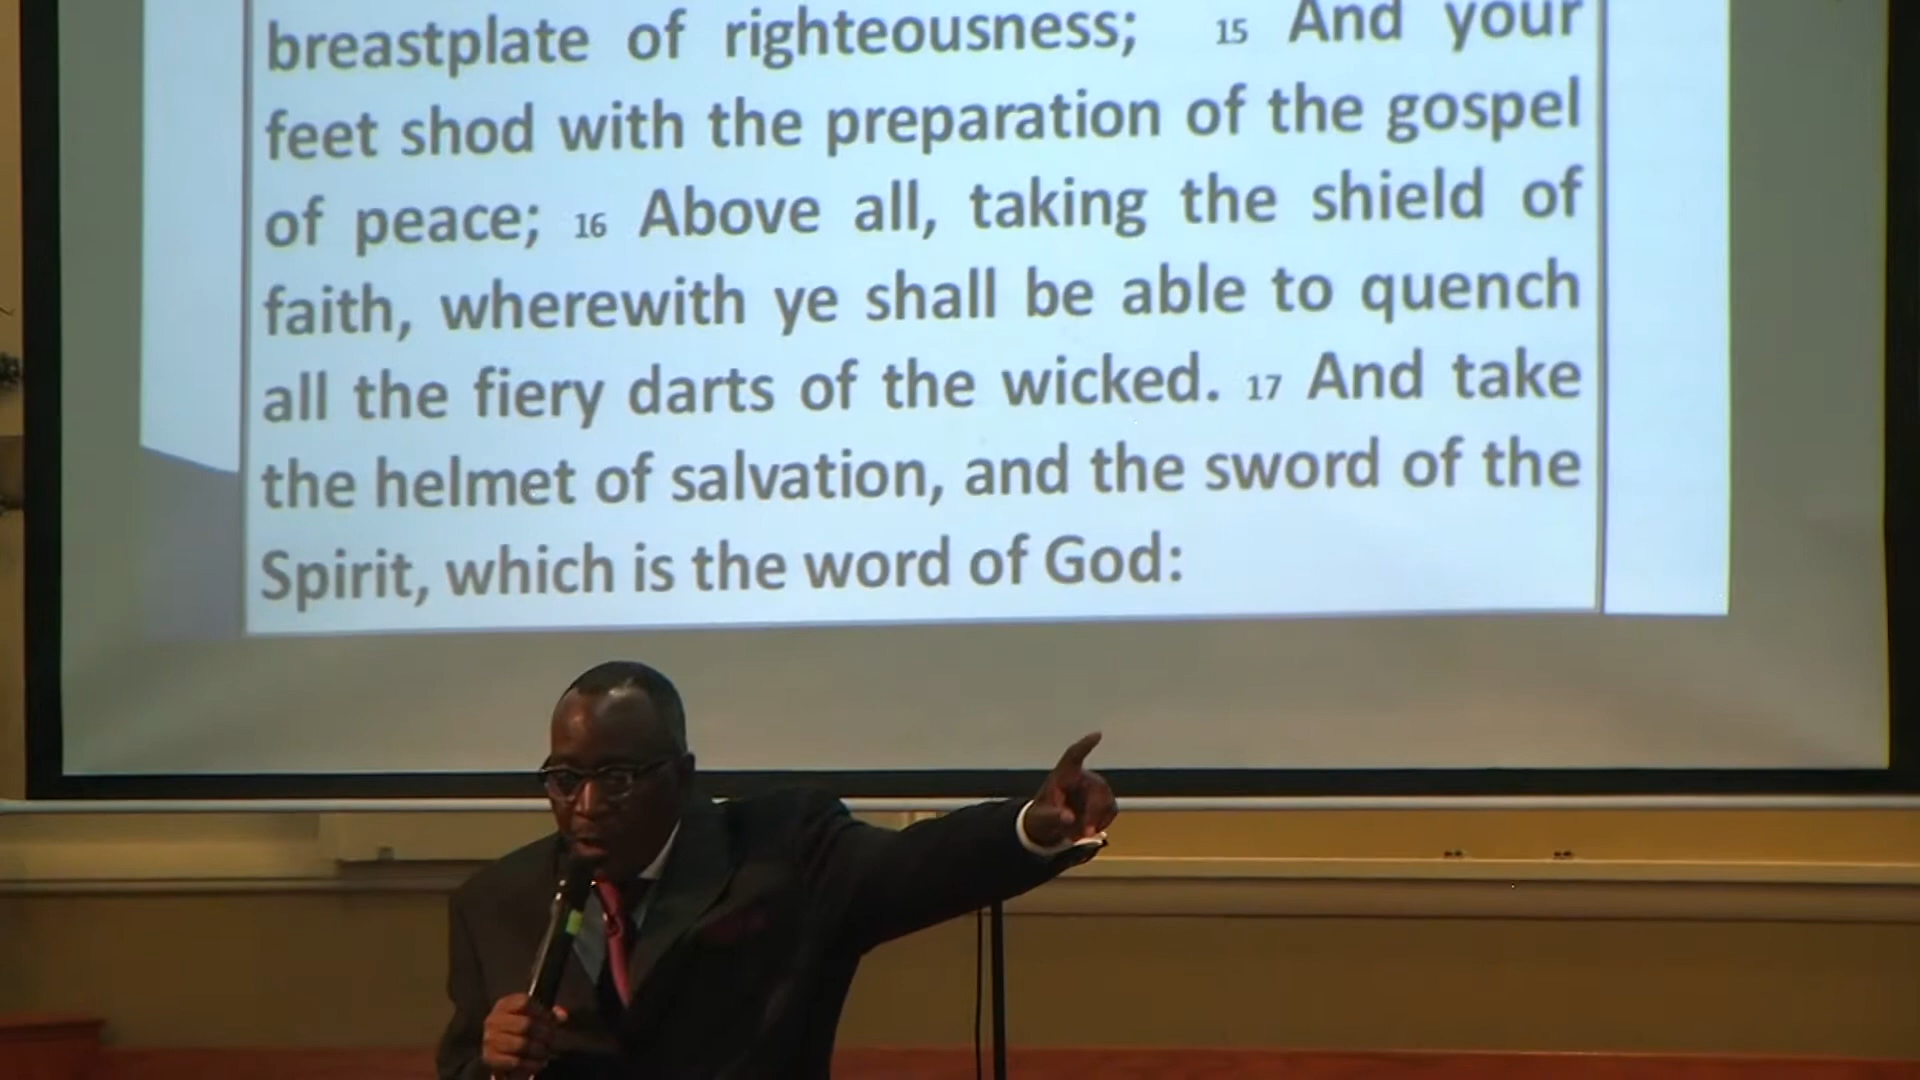 breastplate of righteousness; 15 And your
feet shod with the preparation of the gospel
of peace; 16 Above all, taking the shield of
faith, wherewith ye shall be able to quench
all the fiery darts of the wicked. 17 And take
the helmet of salvation, and the sword of the
Spirit, which is the word of God: